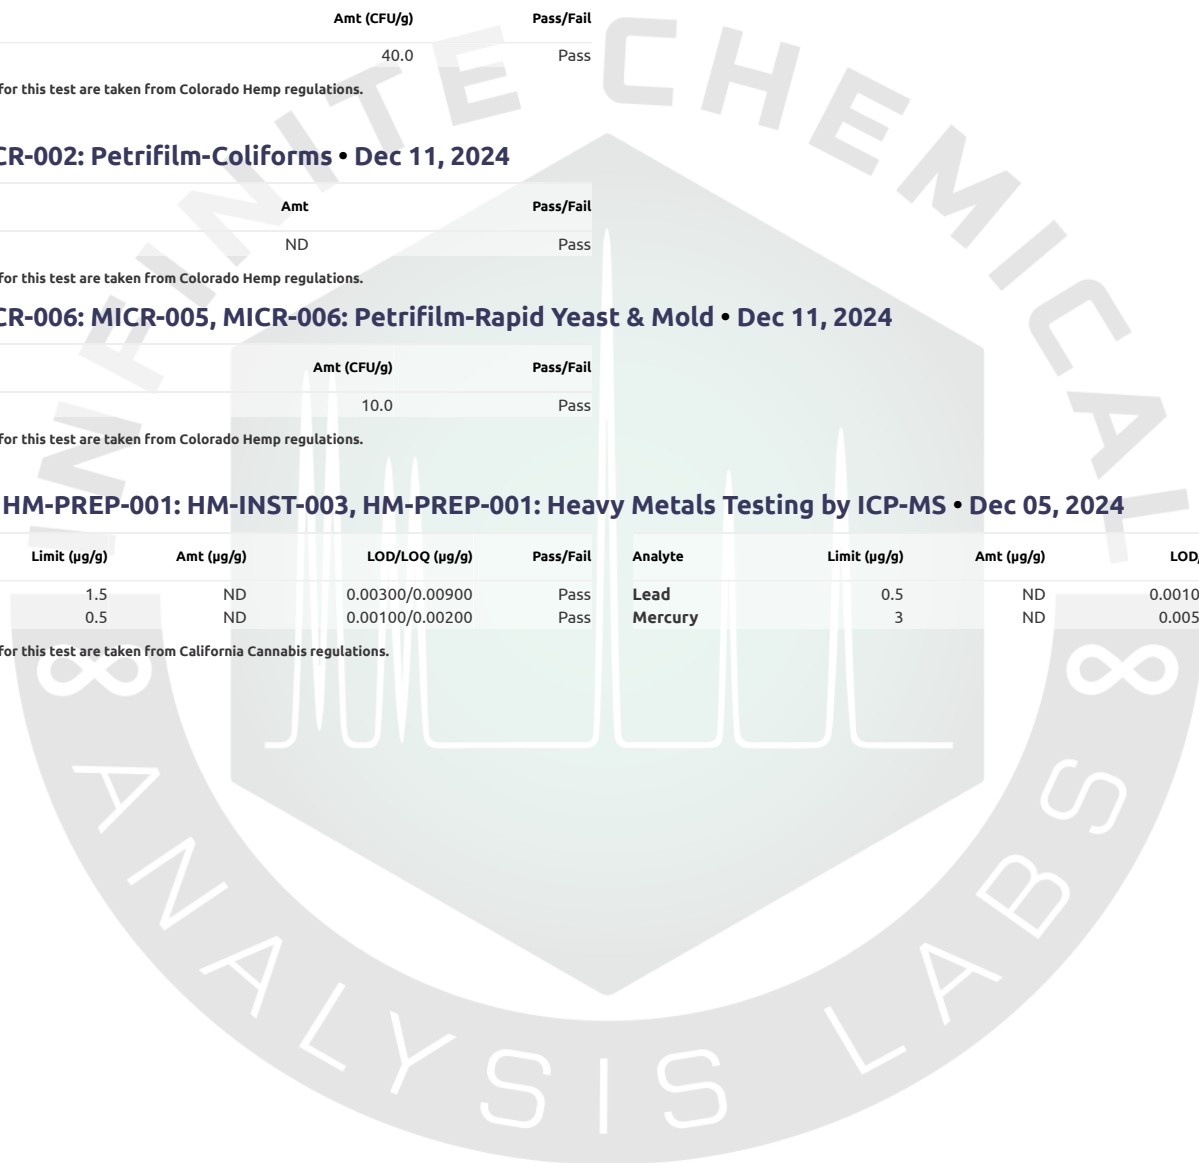 Amt (CFU/g) Pass/Fail
40.0 Pass
for this test are taken from Colorado Hemp regulations.
CR-002: Petrifilm-Coliforms • Dec 11, 2024
Amt Pass/Fail
ND Pass
for this test are taken from Colorado Hemp regulations.
CR-006: MICR-005, MICR-006: Petrifilm-Rapid Yeast & Mold • Dec 11, 2024
Amt (CFU/g) Pass/Fail
10.0 Pass
for this test are taken from Colorado Hemp regulations.
HM-PREP-001: HM-INST-003, HM-PREP-001: Heavy Metals Testing by ICP-MS • Dec 05, 2024
Limit (µg/g) Amt (µg/g) LOD/LOQ (µg/g) Pass/Fail Analyte Limit (µg/g) Amt (µg/g) LOD/
1.5 ND 0.00300/0.00900 Pass Lead 0.5 ND 0.0010
0.5 ND 0.00100/0.00200 Pass Mercury 3 ND 0.005
for this test are taken from California Cannabis regulations.
INFINITE CHEMICAL
ANALYSIS LABS